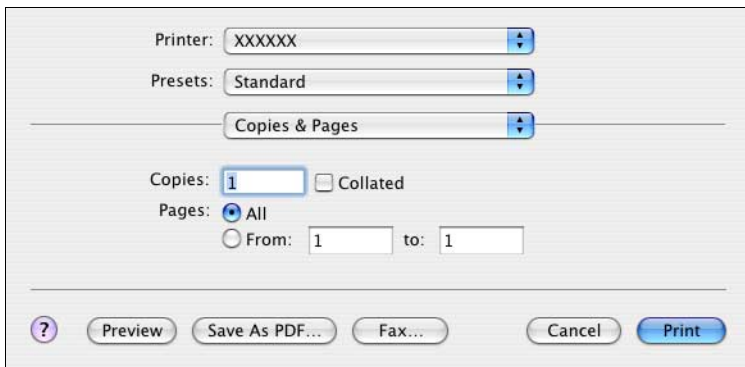 Printer: XXXXXX
Presets: Standard
Copies & Pages
Copies: 1 Collated
Pages: All
From: 1 to: 1
? Preview Save As PDF... Fax... Cancel Print